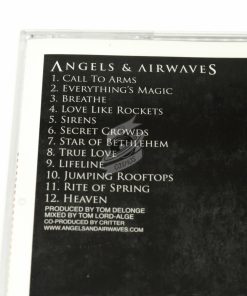 ANGELS & AIRWAVES
1. CALL TO ARMS
2. EVERYTHING'S MAGIC
3. BREATHE
4. LOVE LIKE ROCKETS
5. SIRENS
6. SECRET CROWDS
7. STAR OF BETHLEHEM
8. TRUE LOVE
9. LIFELINE
10. JUMPING ROOFTOPS
11. RITE OF SPRING
12. HEAVEN
PRODUCED BY TOM DELONGE
MIXED BY TOM LORD-ALGE
CO-PRODUCED BY CRITTER
WWW.ANGELSANDAIRWAVES.COM